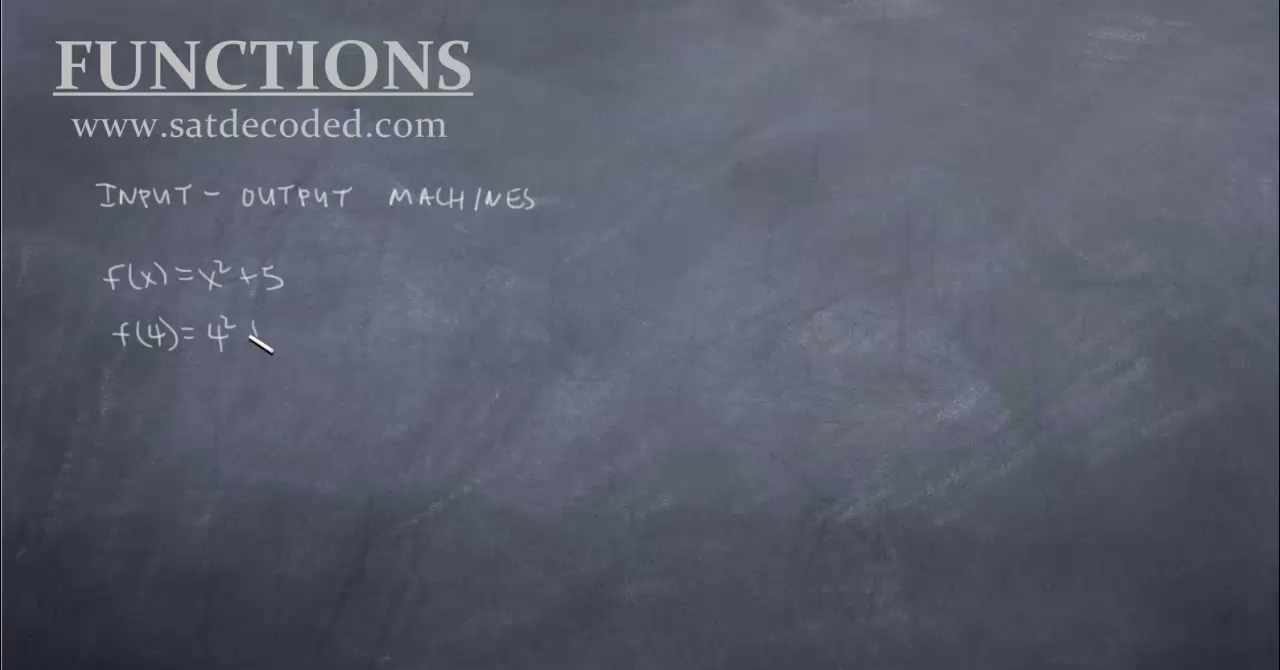 FUNCTIONS
www.satdecoded.com
INPUT - OUTPUT MACHINES
f(x) = x² + 5
f(4) = 4²